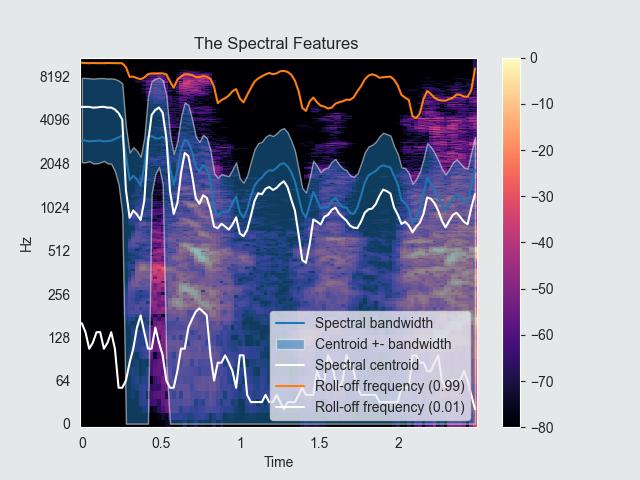 The Spectral Features
8192
4096
2048
1024
512
256
128
64
0
Hz
0
0.5
1
1.5
2
Time
Spectral bandwidth
Centroid +- bandwidth
Spectral centroid
Roll-off frequency (0.99)
Roll-off frequency (0.01)
0
−10
−20
−30
−40
−50
−60
−70
−80